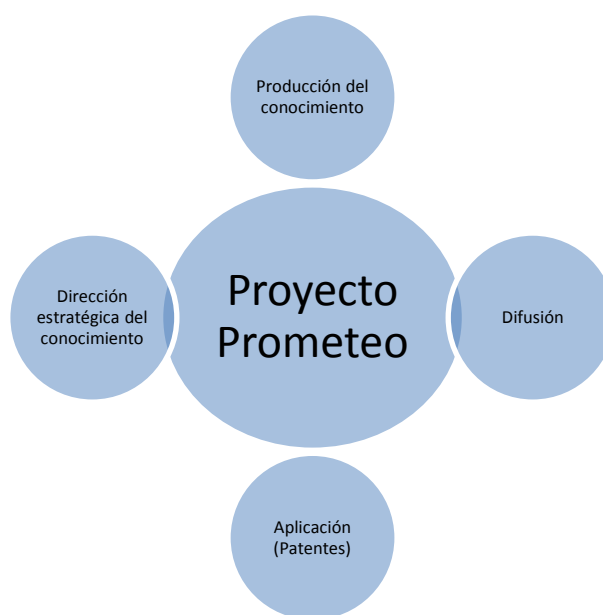 Producción del
conocimiento
Dirección
estratégica del
conocimiento
Proyecto
Prometeo
Difusión
Aplicación
(Patentes)